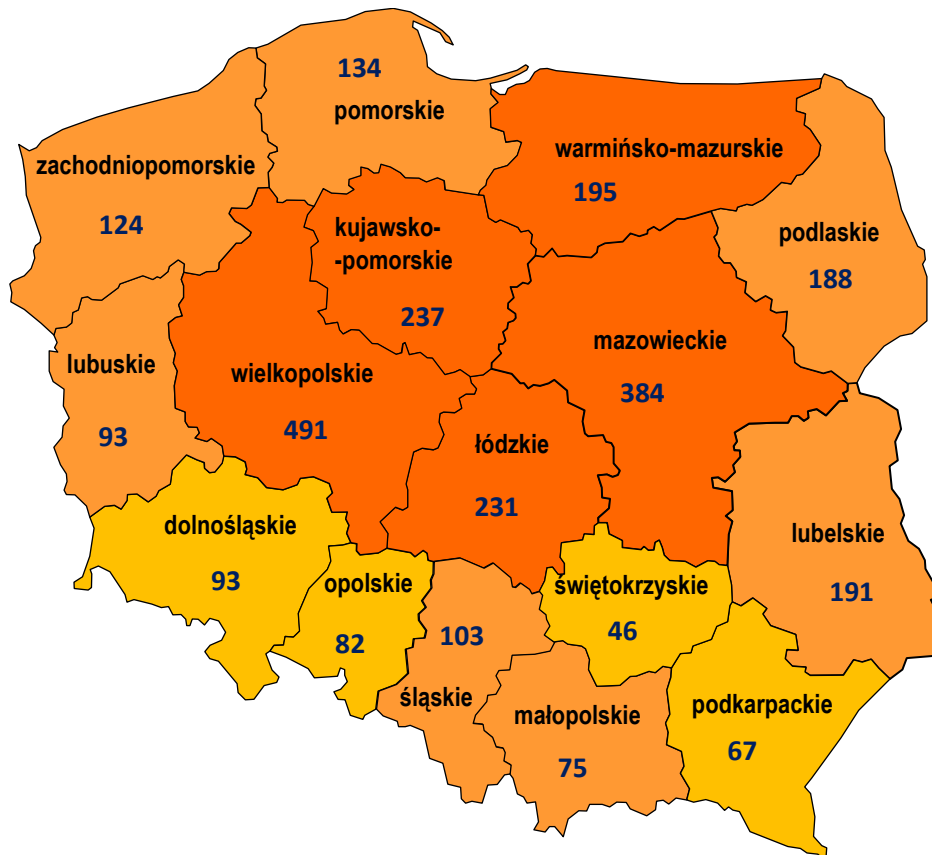 134
pomorskie
zachodniopomorskie
124
warmińsko-mazurskie
195
kujawsko-
-pomorskie
237
podlaskie
188
mazowieckie
384
lubuskie
93
wielkopolskie
491
łódzkie
231
dolnośląskie
93
lubelskie
191
opolskie
82
świętokrzyskie
46
103
śląskie
małopolskie
75
podkarpackie
67